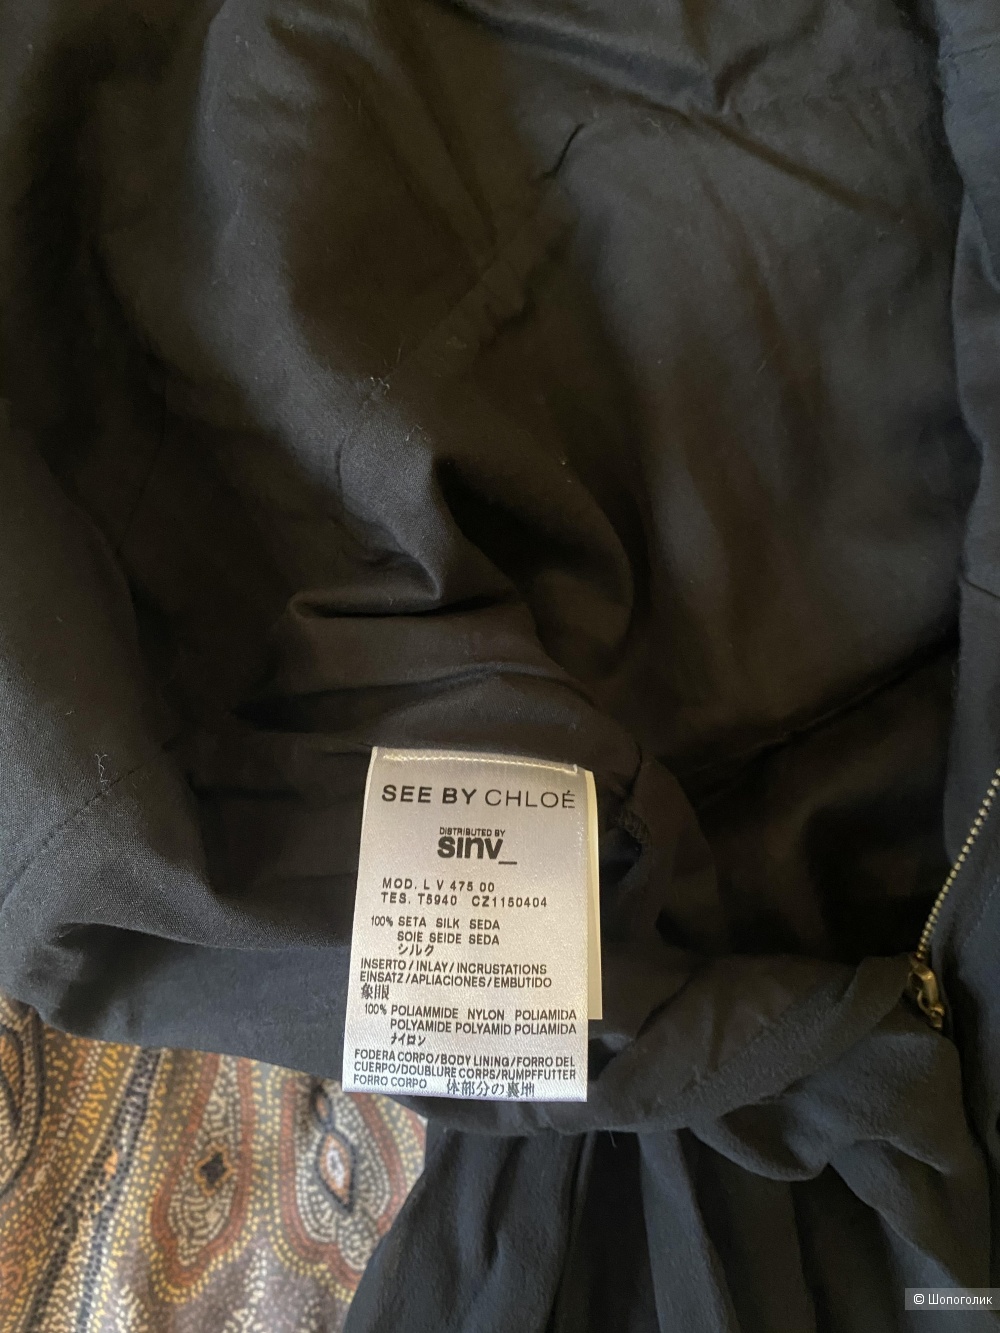 SEE BY CHLOÉ
DISTRIBUTED BY
sinv_
MOD. L V 475 00
TES. T5940 CZ1150404
100% SETA SILK SEDA
SOIE SEIDE SEDA
シルク
INSERTO/INLAY/INCRUSTATIONS
EINSATZ/APLIACIONES/EMBUTIDO
象眼
100% POLIAMMIDE NYLON POLIAMIDA
POLYAMIDE POLYAMID POLIAMIDA
ナイロン
FODERA CORPO/BODY LINING/FORRO DEL
CUERPO/DOUBLURE CORPS/RUMPFFUTTER
FORRO CORPO 体部分の裏地
© Шопоголик